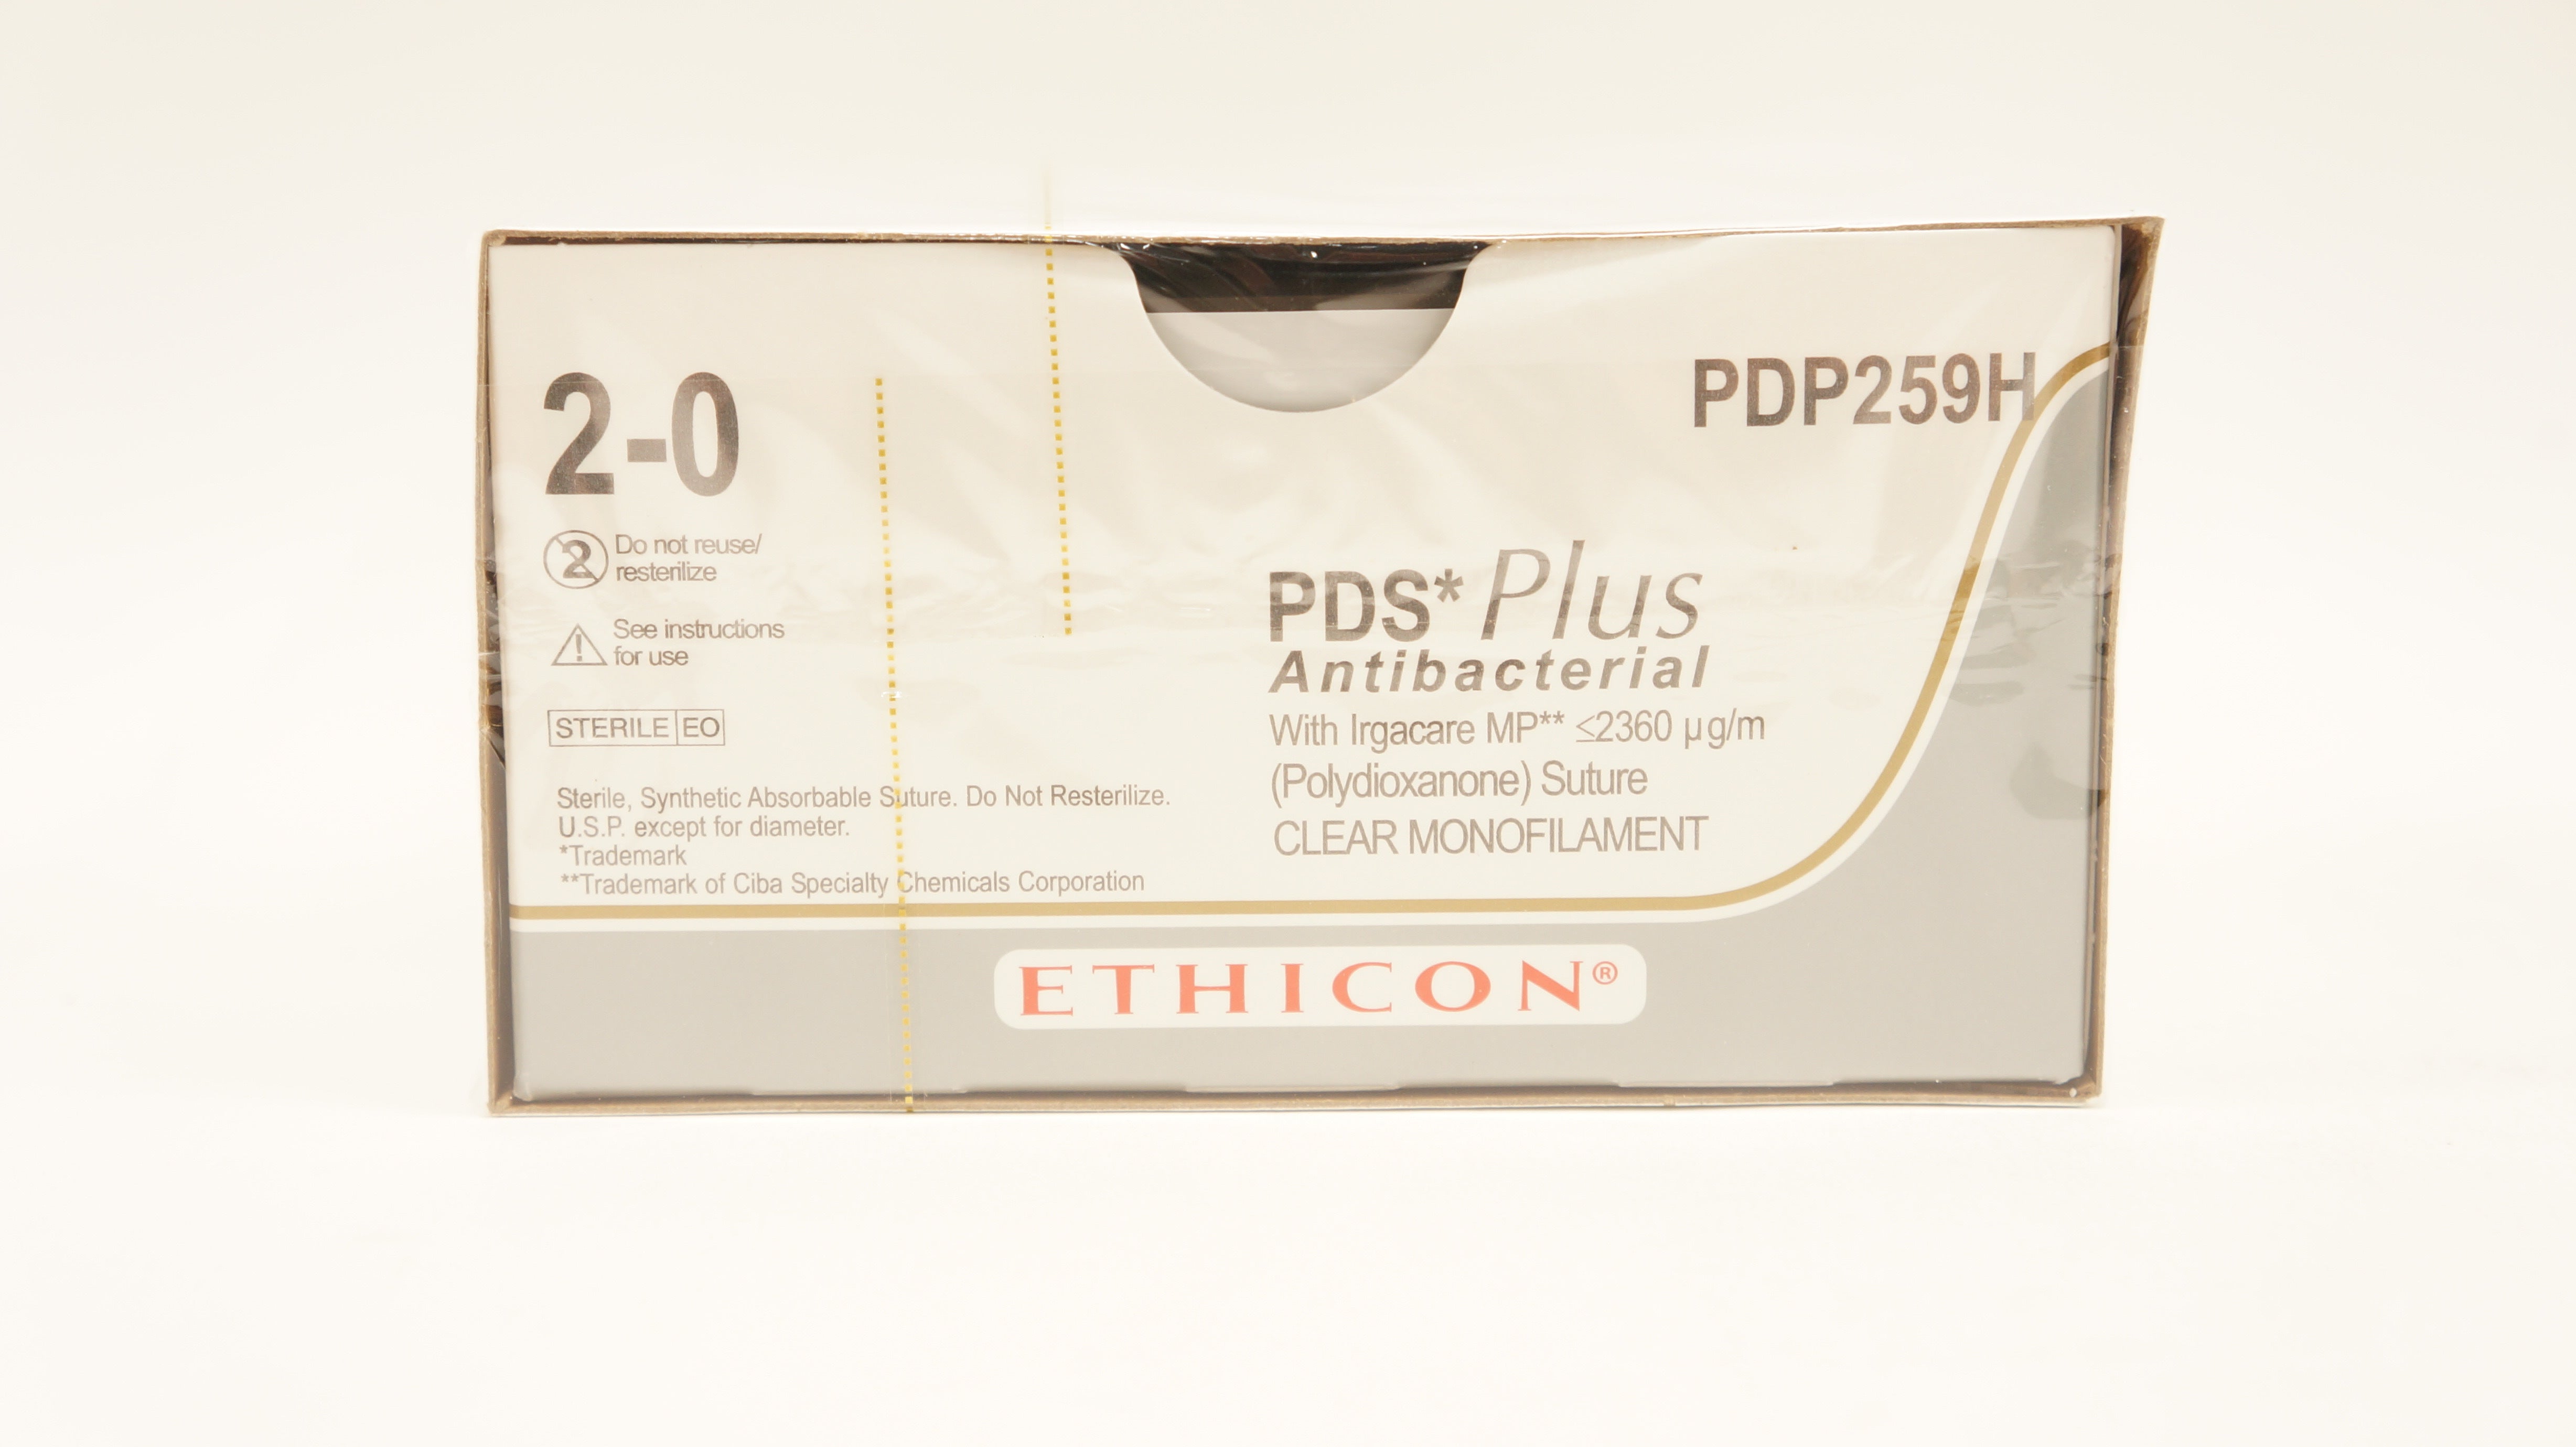 2-0
PDP259H
2 Do not reuse/
resterilize
See instructions
for use
STERILE EO
PDS* Plus
Antibacterial
With Irgacare MP** ≤2360 µg/m
(Polydioxanone) Suture
CLEAR MONOFILAMENT
Sterile, Synthetic Absorbable Suture. Do Not Resterilize.
U.S.P. except for diameter.
*Trademark
**Trademark of Ciba Specialty Chemicals Corporation
ETHICON®